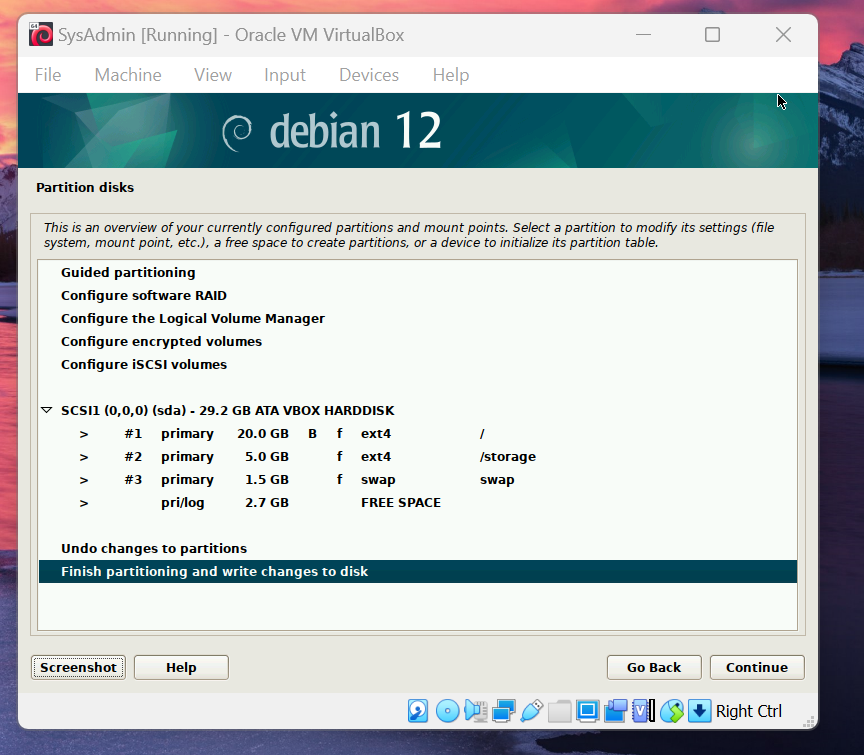 64
SysAdmin [Running] - Oracle VM VirtualBox
File Machine View Input Devices Help
debian 12
Partition disks
This is an overview of your currently configured partitions and mount points. Select a partition to modify its settings (file
system, mount point, etc.), a free space to create partitions, or a device to initialize its partition table.
Guided partitioning
Configure software RAID
Configure the Logical Volume Manager
Configure encrypted volumes
Configure iSCSI volumes
SCSI1 (0,0,0) (sda) - 29.2 GB ATA VBOX HARDDISK
> #1 primary 20.0 GB B f ext4 /
> #2 primary 5.0 GB f ext4 /storage
> #3 primary 1.5 GB f swap swap
> pri/log 2.7 GB FREE SPACE
Undo changes to partitions
Finish partitioning and write changes to disk
Screenshot Help Go Back Continue
V Right Ctrl